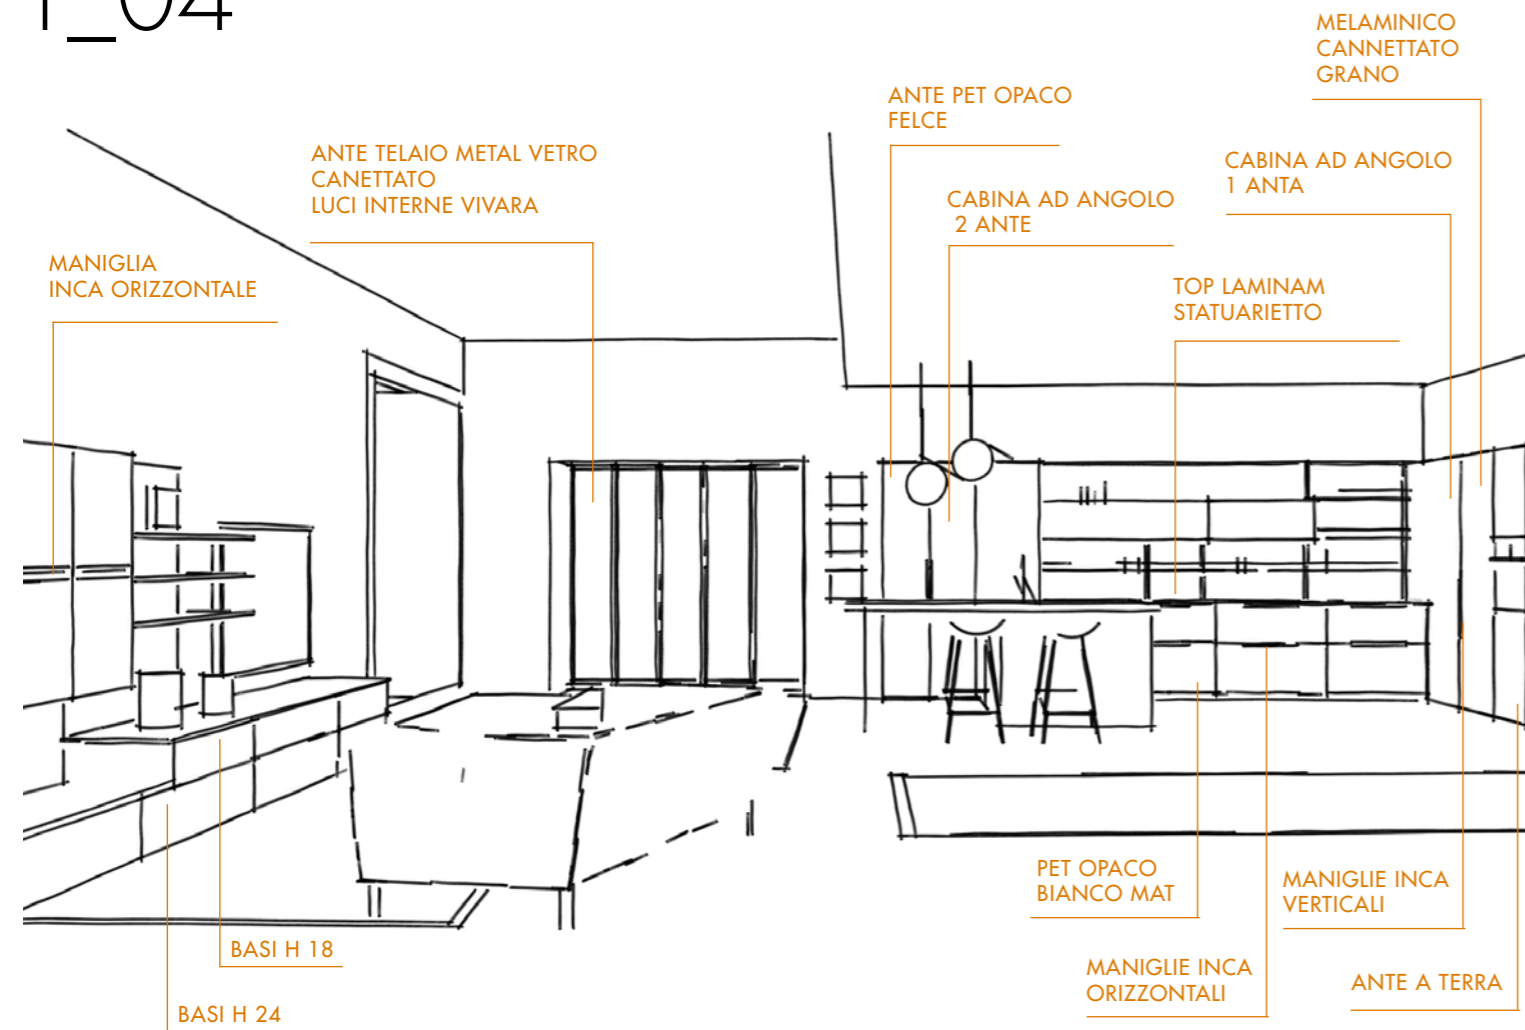 _04
MELAMINICO
CANNETTATO
GRANO
ANTE PET OPACO
FELCE
ANTE TELAIO METAL VETRO
CANETTATO
LUCI INTERNE VIVARA
CABINA AD ANGOLO
1 ANTA
CABINA AD ANGOLO
2 ANTE
MANIGLIA
INCA ORIZZONTALE
TOP LAMINAM
STATUARIETTO
PET OPACO
BIANCO MAT
MANIGLIE INCA
VERTICALI
BASI H 18
MANIGLIE INCA
ORIZZONTALI
ANTE A TERRA
BASI H 24